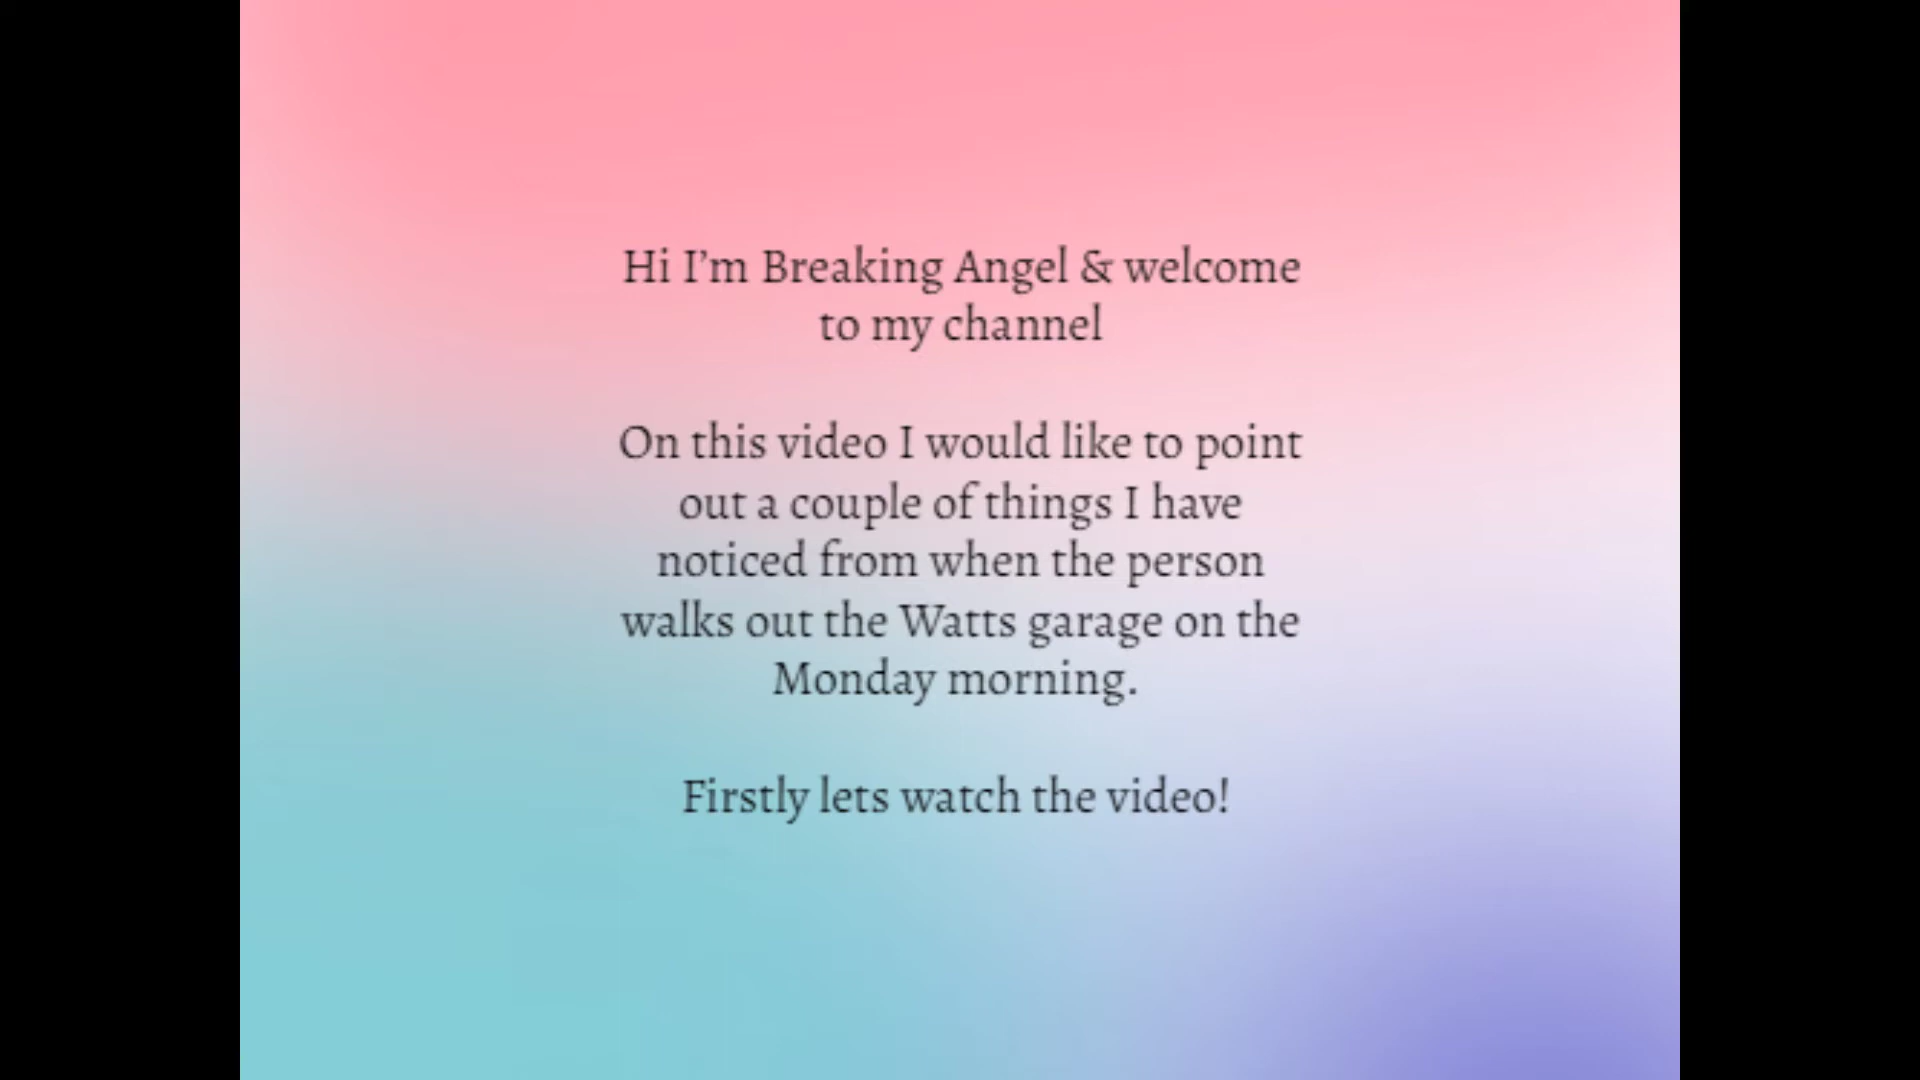 Hi I’m Breaking Angel & welcome
to my channel
On this video I would like to point
out a couple of things I have
noticed from when the person
walks out the Watts garage on the
Monday morning.
Firstly lets watch the video!